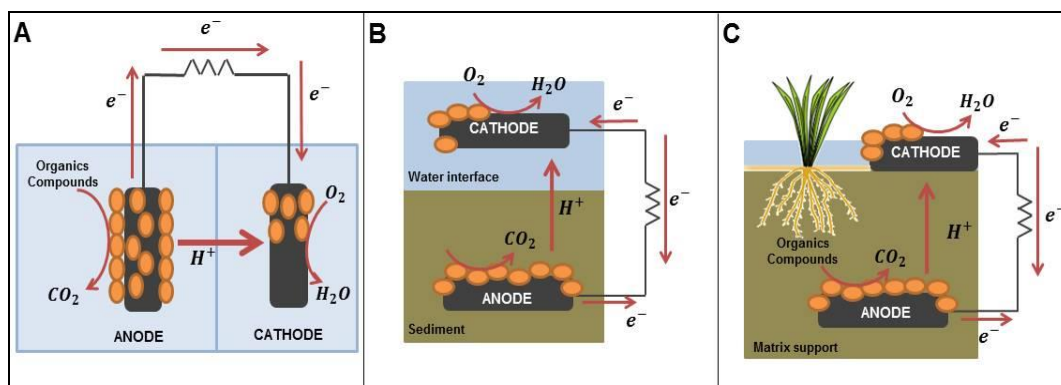 A
e⁻
e⁻
e⁻
Organics
Compounds
O₂
H⁺
CO₂
H₂O
ANODE
CATHODE
B
O₂
H₂O
e⁻
CATHODE
Water interface
e⁻
H⁺
CO₂
ANODE
e⁻
Sediment
C
O₂
H₂O
e⁻
CATHODE
e⁻
H⁺
Organics
Compounds
CO₂
ANODE
e⁻
Matrix support